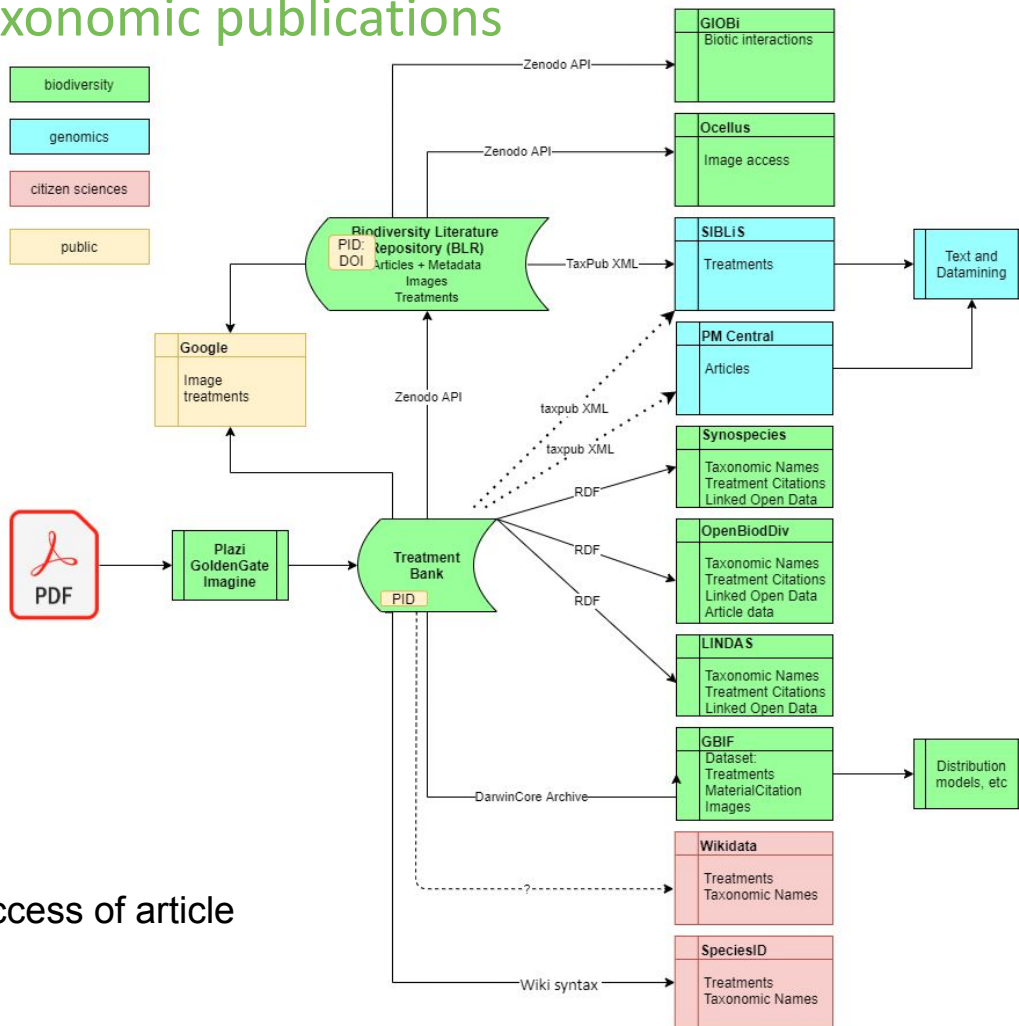 xonomic publications
biodiversity
genomics
citizen sciences
public
GlOBi
Biotic interactions
Zenodo API
Ocellus
Image access
Zenodo API
Biodiversity Literature
Repository (BLR)
PID:
DOI
Articles + Metadata
Images
Treatments
TaxPub XML
SIBLiS
Treatments
Text and
Datamining
Google
Image
treatments
Zenodo API
PM Central
Articles
taxpub XML
taxpub XML
Synospecies
Taxonomic Names
Treatment Citations
Linked Open Data
RDF
PDF
Plazi
GoldenGate
Imagine
Treatment
Bank
PID
RDF
OpenBiodDiv
Taxonomic Names
Treatment Citations
Linked Open Data
Article data
RDF
LINDAS
Taxonomic Names
Treatment Citations
Linked Open Data
GBIF
Dataset:
Treatments
MaterialCitation
Images
DarwinCore Archive
Distribution
models, etc
Wikidata
Treatments
Taxonomic Names
?
ccess of article
SpeciesID
Treatments
Taxonomic Names
Wiki syntax